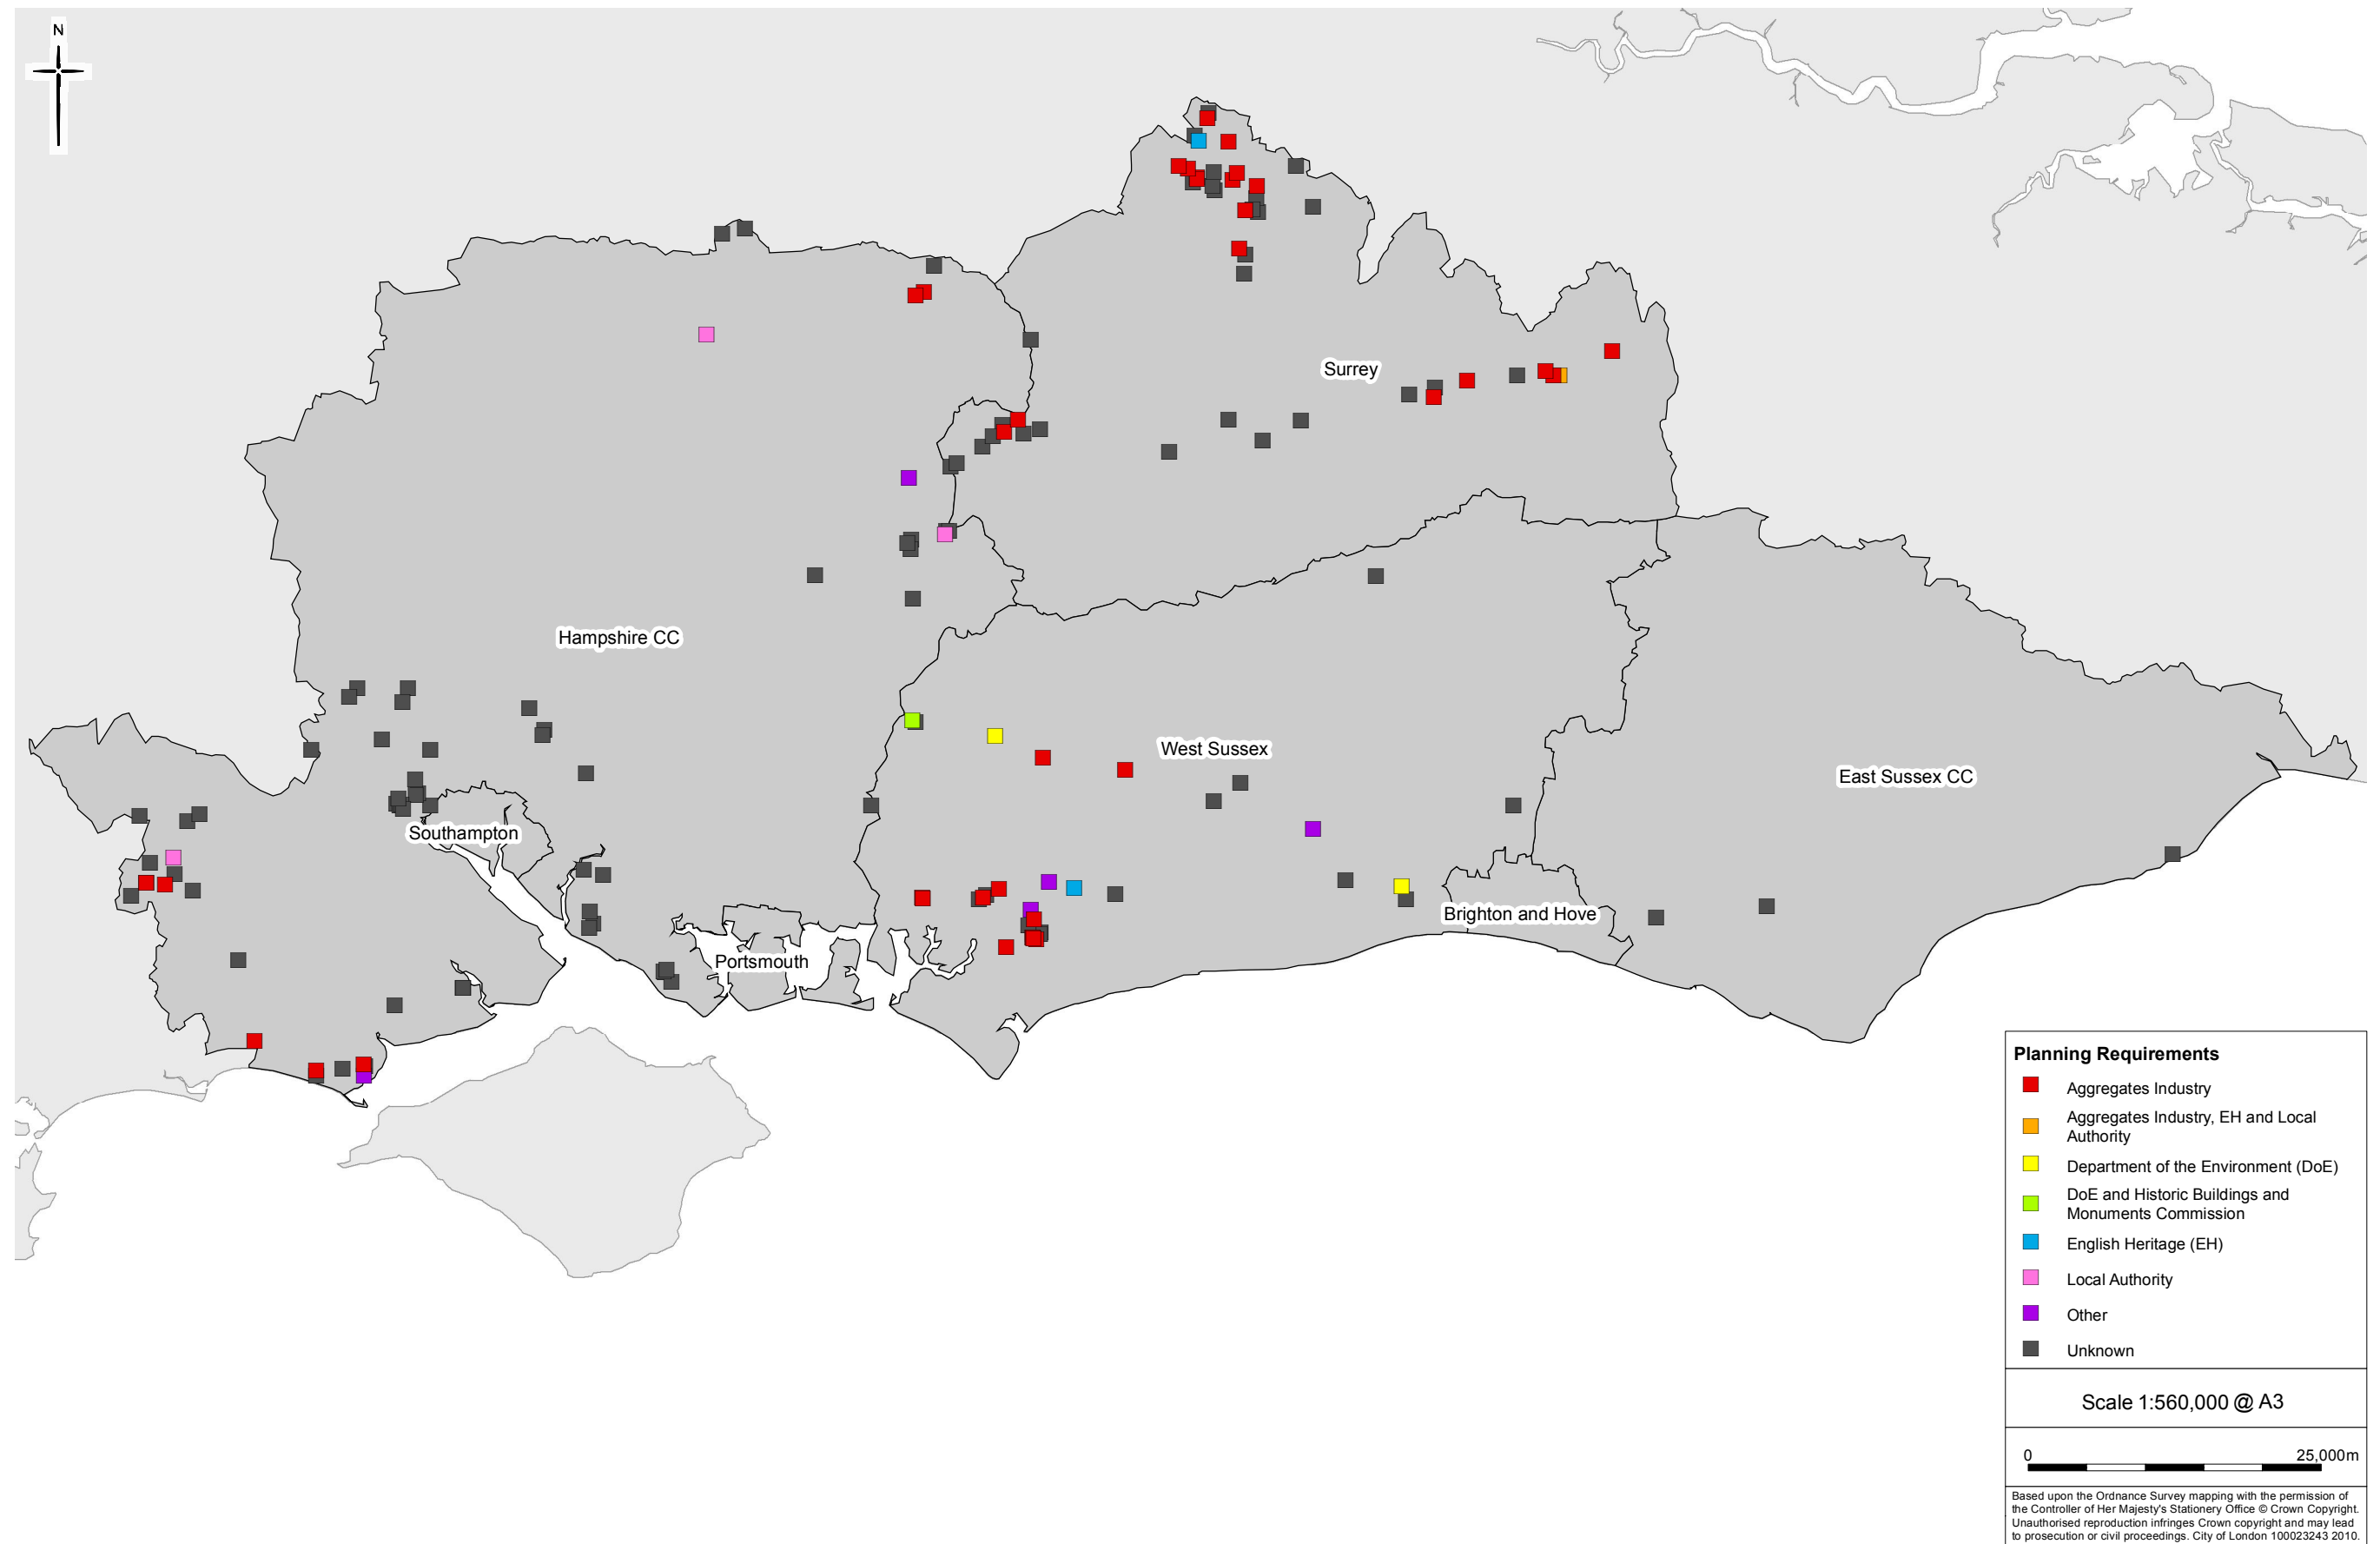 N
Surrey
Hampshire CC
West Sussex
East Sussex CC
Southampton
Brighton and Hove
Portsmouth
Planning Requirements
Aggregates Industry
Aggregates Industry, EH and Local
Authority
Department of the Environment (DoE)
DoE and Historic Buildings and
Monuments Commission
English Heritage (EH)
Local Authority
Other
Unknown
Scale 1:560,000 @ A3
0 25,000m
Based upon the Ordnance Survey mapping with the permission of
the Controller of Her Majesty's Stationery Office © Crown Copyright.
Unauthorised reproduction infringes Crown copyright and may lead
to prosecution or civil proceedings. City of London 100023243 2010.